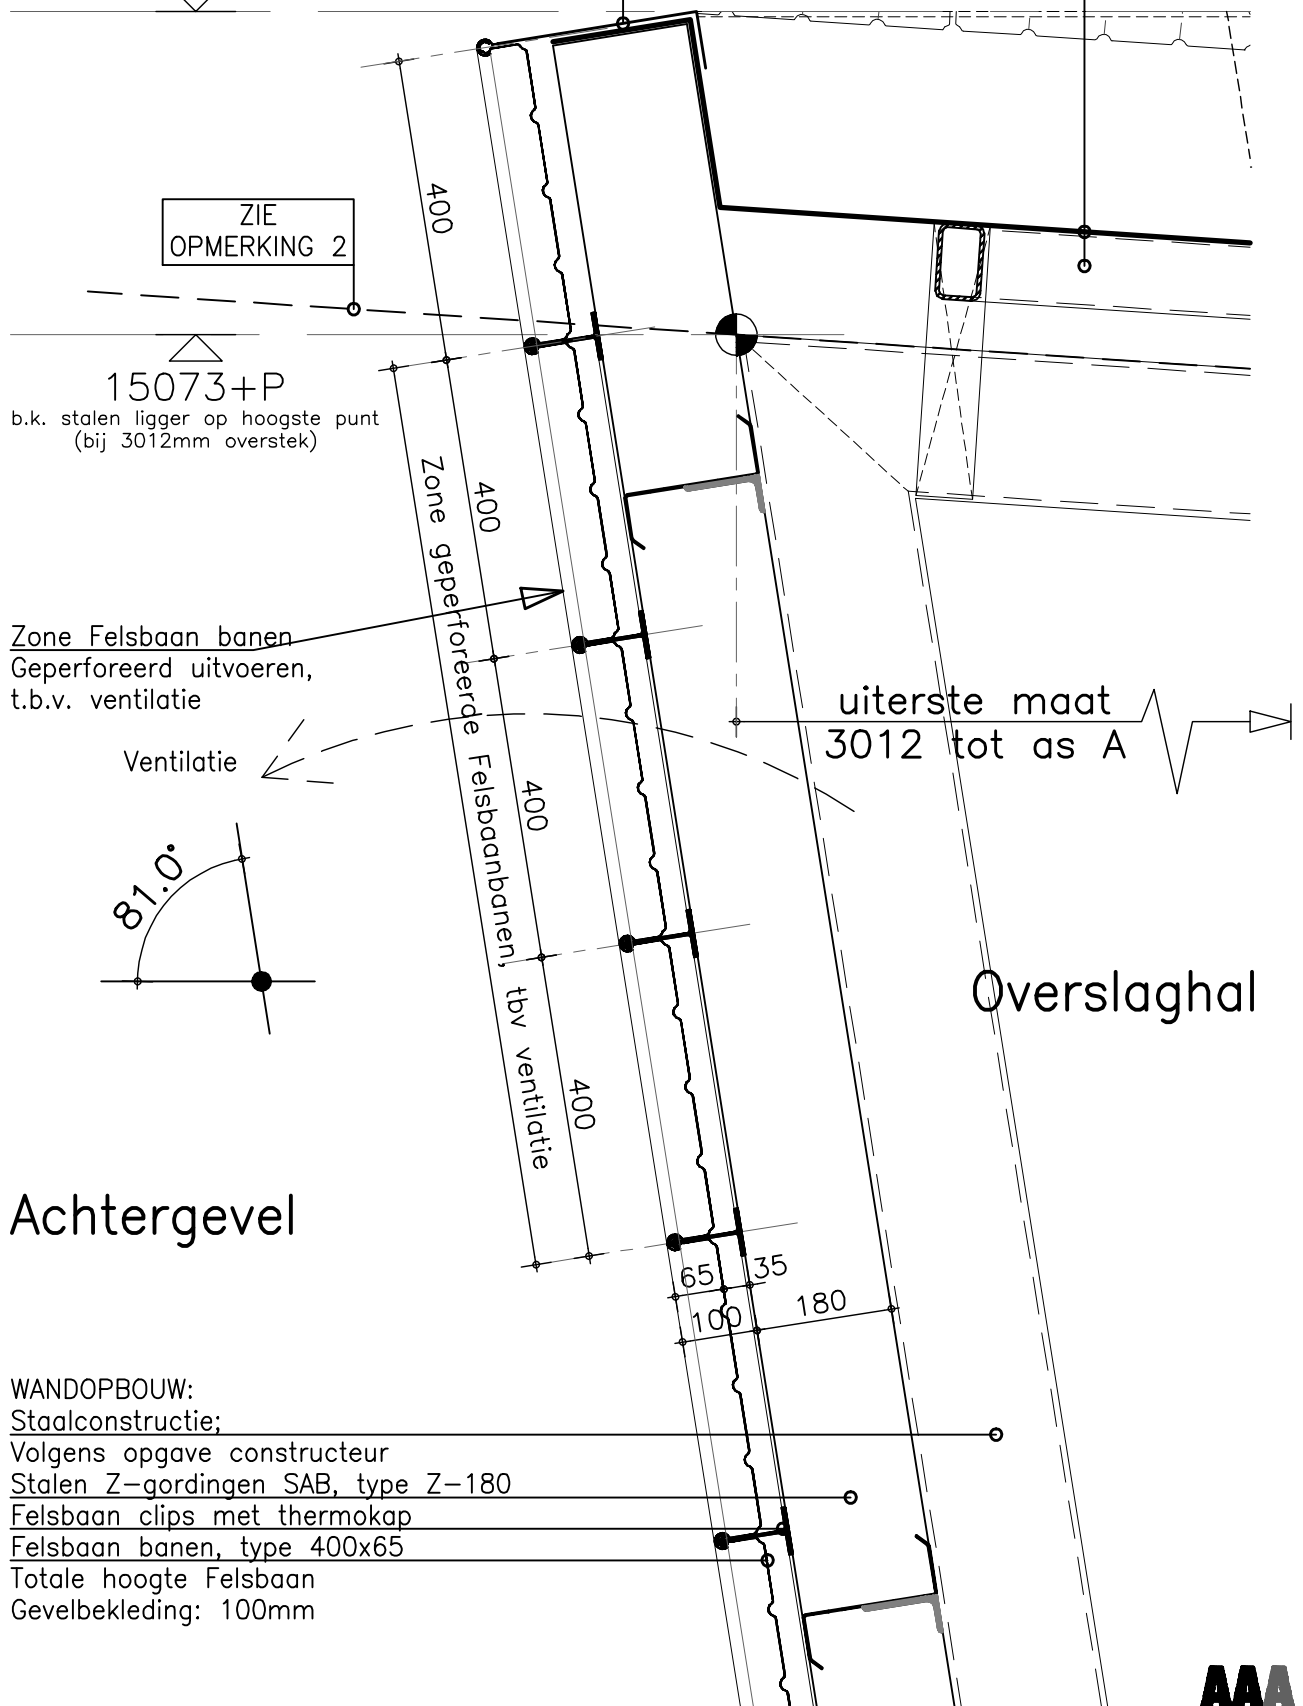 ZIE
OPMERKING 2
15073+P
b.k. stalen ligger op hoogste punt
(bij 3012mm overstek)
400
400
400
400
Zone geperforeerde Felsbaanbanen, tbv ventilatie
Zone Felsbaan banen
Geperforeerd uitvoeren,
t.b.v. ventilatie
Ventilatie
81.0°
uiterste maat
3012 tot as A
Overslaghal
Achtergevel
65
35
100
180
WANDOPBOUW:
Staalconstructie;
Volgens opgave constructeur
Stalen Z-gordingen SAB, type Z-180
Felsbaan clips met thermokap
Felsbaan banen, type 400x65
Totale hoogte Felsbaan
Gevelbekleding: 100mm
AAA